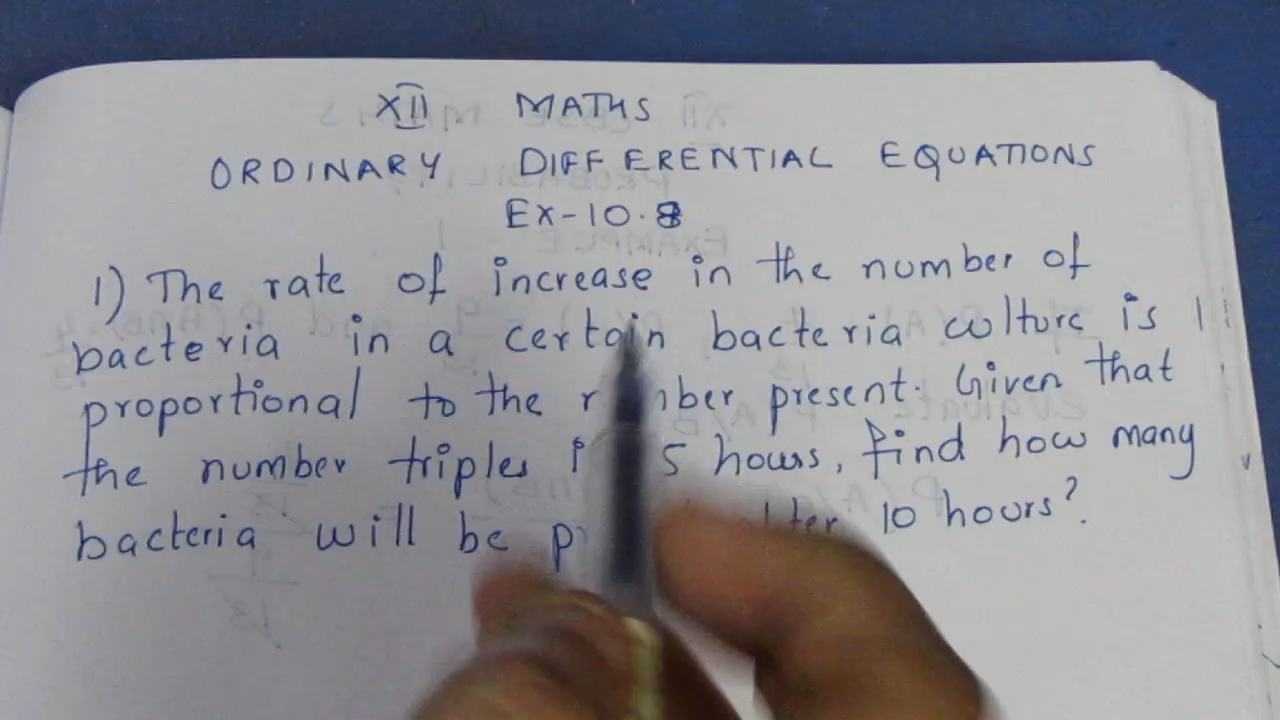 XII MATHS
ORDINARY DIFFERENTIAL EQUATIONS
EX-10.8
1) The rate of increase in the number of
bacteria in a certain bacteria culture is
proportional to the present. Given that
the number triples 5 hours, find how many
bacteria will be 10 hours?